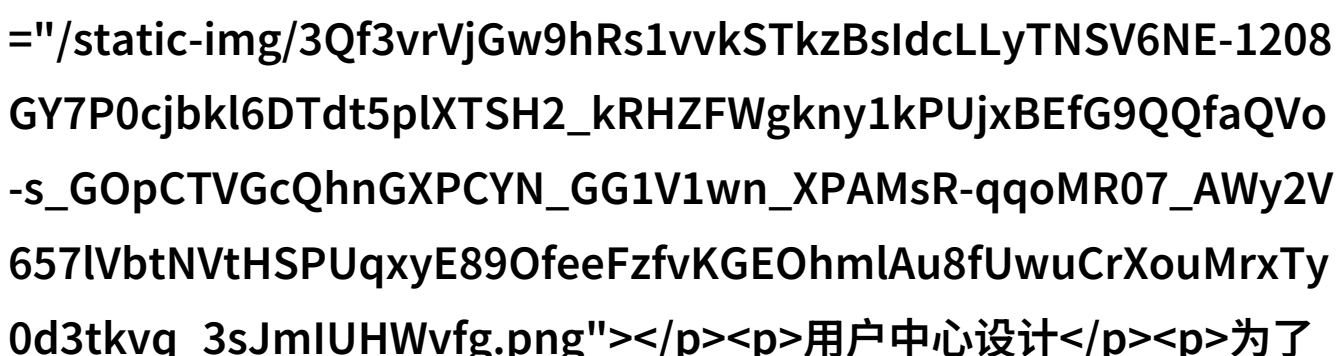 ="/static-img/3Qf3vrVjGw9hRs1vvkSTkzBsIdcLLyTNSV6NE-1208
GY7P0cjbkl6DTdt5plXTSH2_kRHZFWgkny1kPUjxBEfG9QQfaQVo
-s_GOpCTVGcQhnGXPCYN_GG1V1wn_XPAMsR-qqoMR07_AWy2V
657lVbtNVtHSPUqxyE89OfeeFzfvKGEOhmlAu8fUwuCrXouMrxTy
0d3tkvq_3sJmIUHWvfg.png"></p><p>用户中心设计</p><p>为了